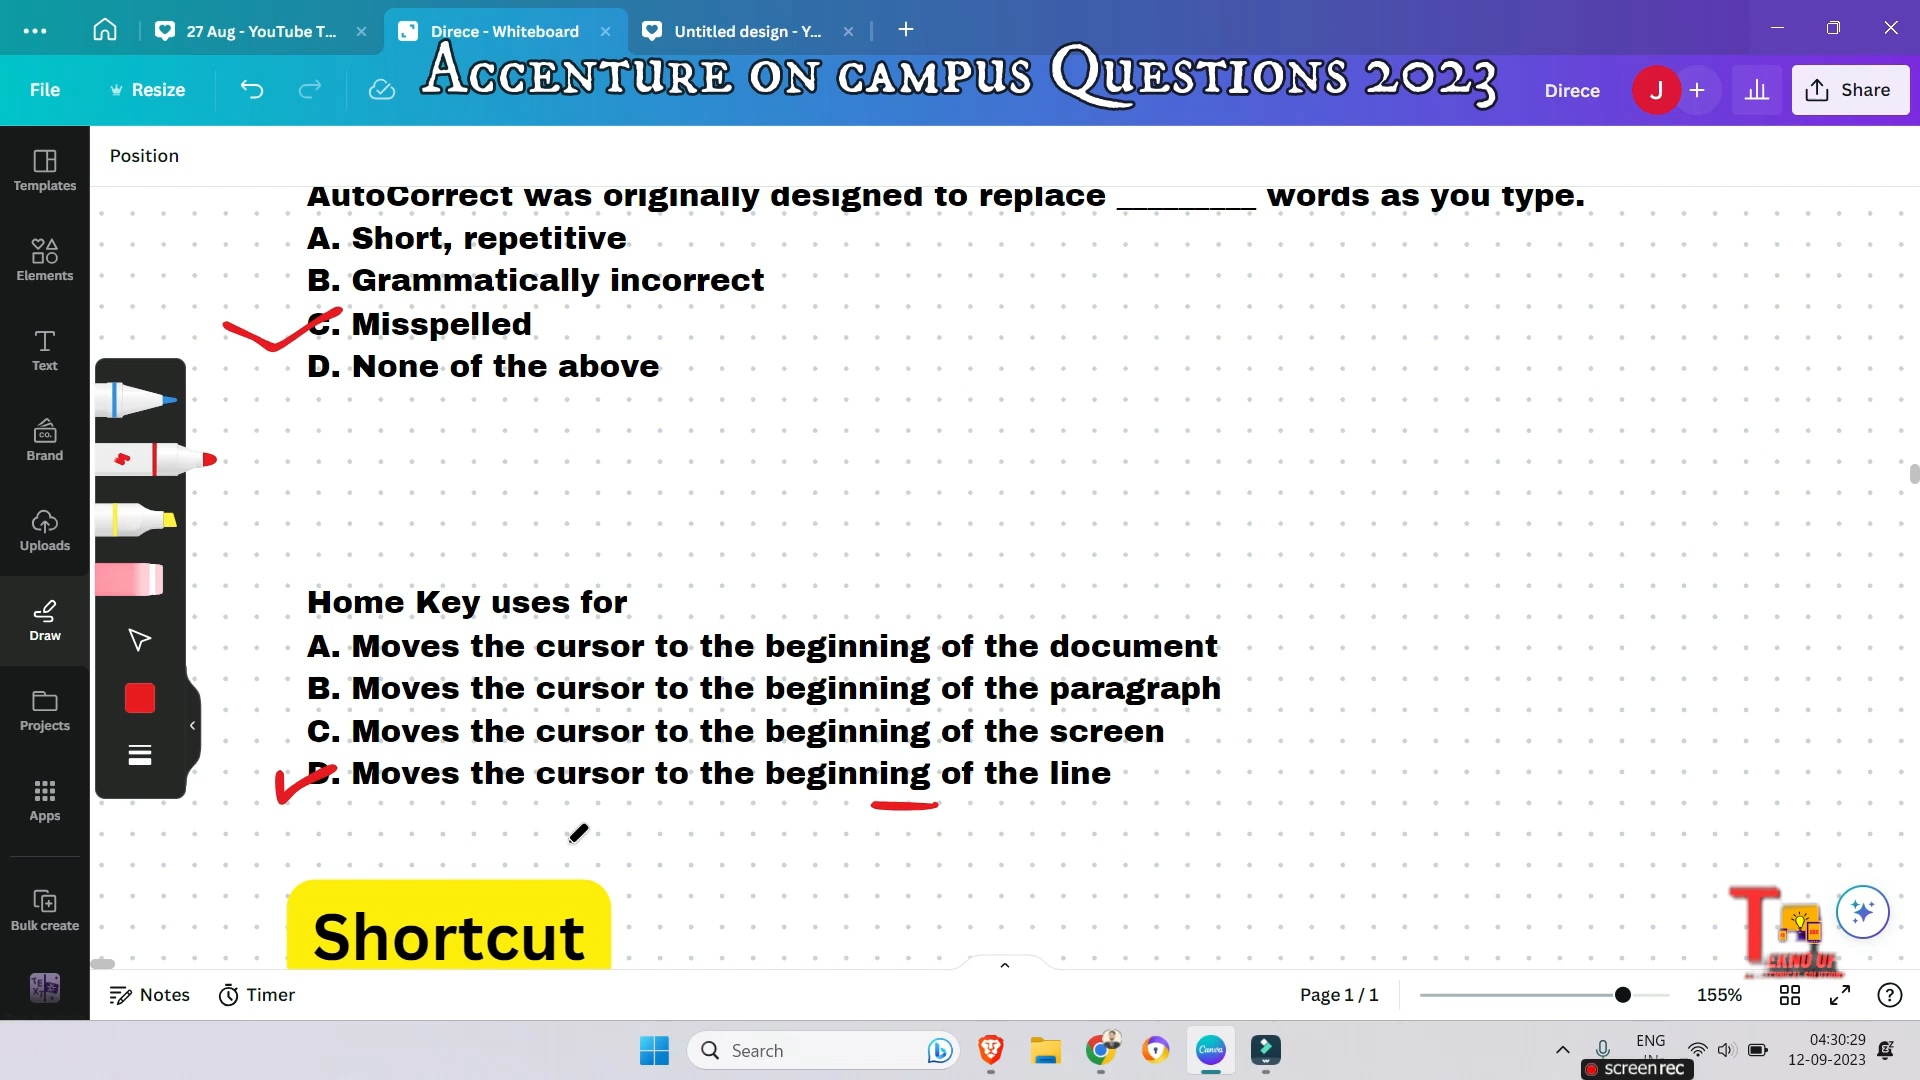 27 Aug - YouTube T...
Direce - Whiteboard
Untitled design - Y...
ACCENTURE ON CAMPUS QUESTIONS 2023
File
Resize
Direce
J
Share
Position
Templates
Elements
Text
Brand
Uploads
Draw
Projects
Apps
Bulk create
AutoCorrect was originally designed to replace _________ words as you type.
A. Short, repetitive
B. Grammatically incorrect
C. Misspelled
D. None of the above
Home Key uses for
A. Moves the cursor to the beginning of the document
B. Moves the cursor to the beginning of the paragraph
C. Moves the cursor to the beginning of the screen
D. Moves the cursor to the beginning of the line
Shortcut
Notes
Timer
Page 1 / 1
155%
Search
Canva
ENG
04:30:29
12-09-2023
screenrec